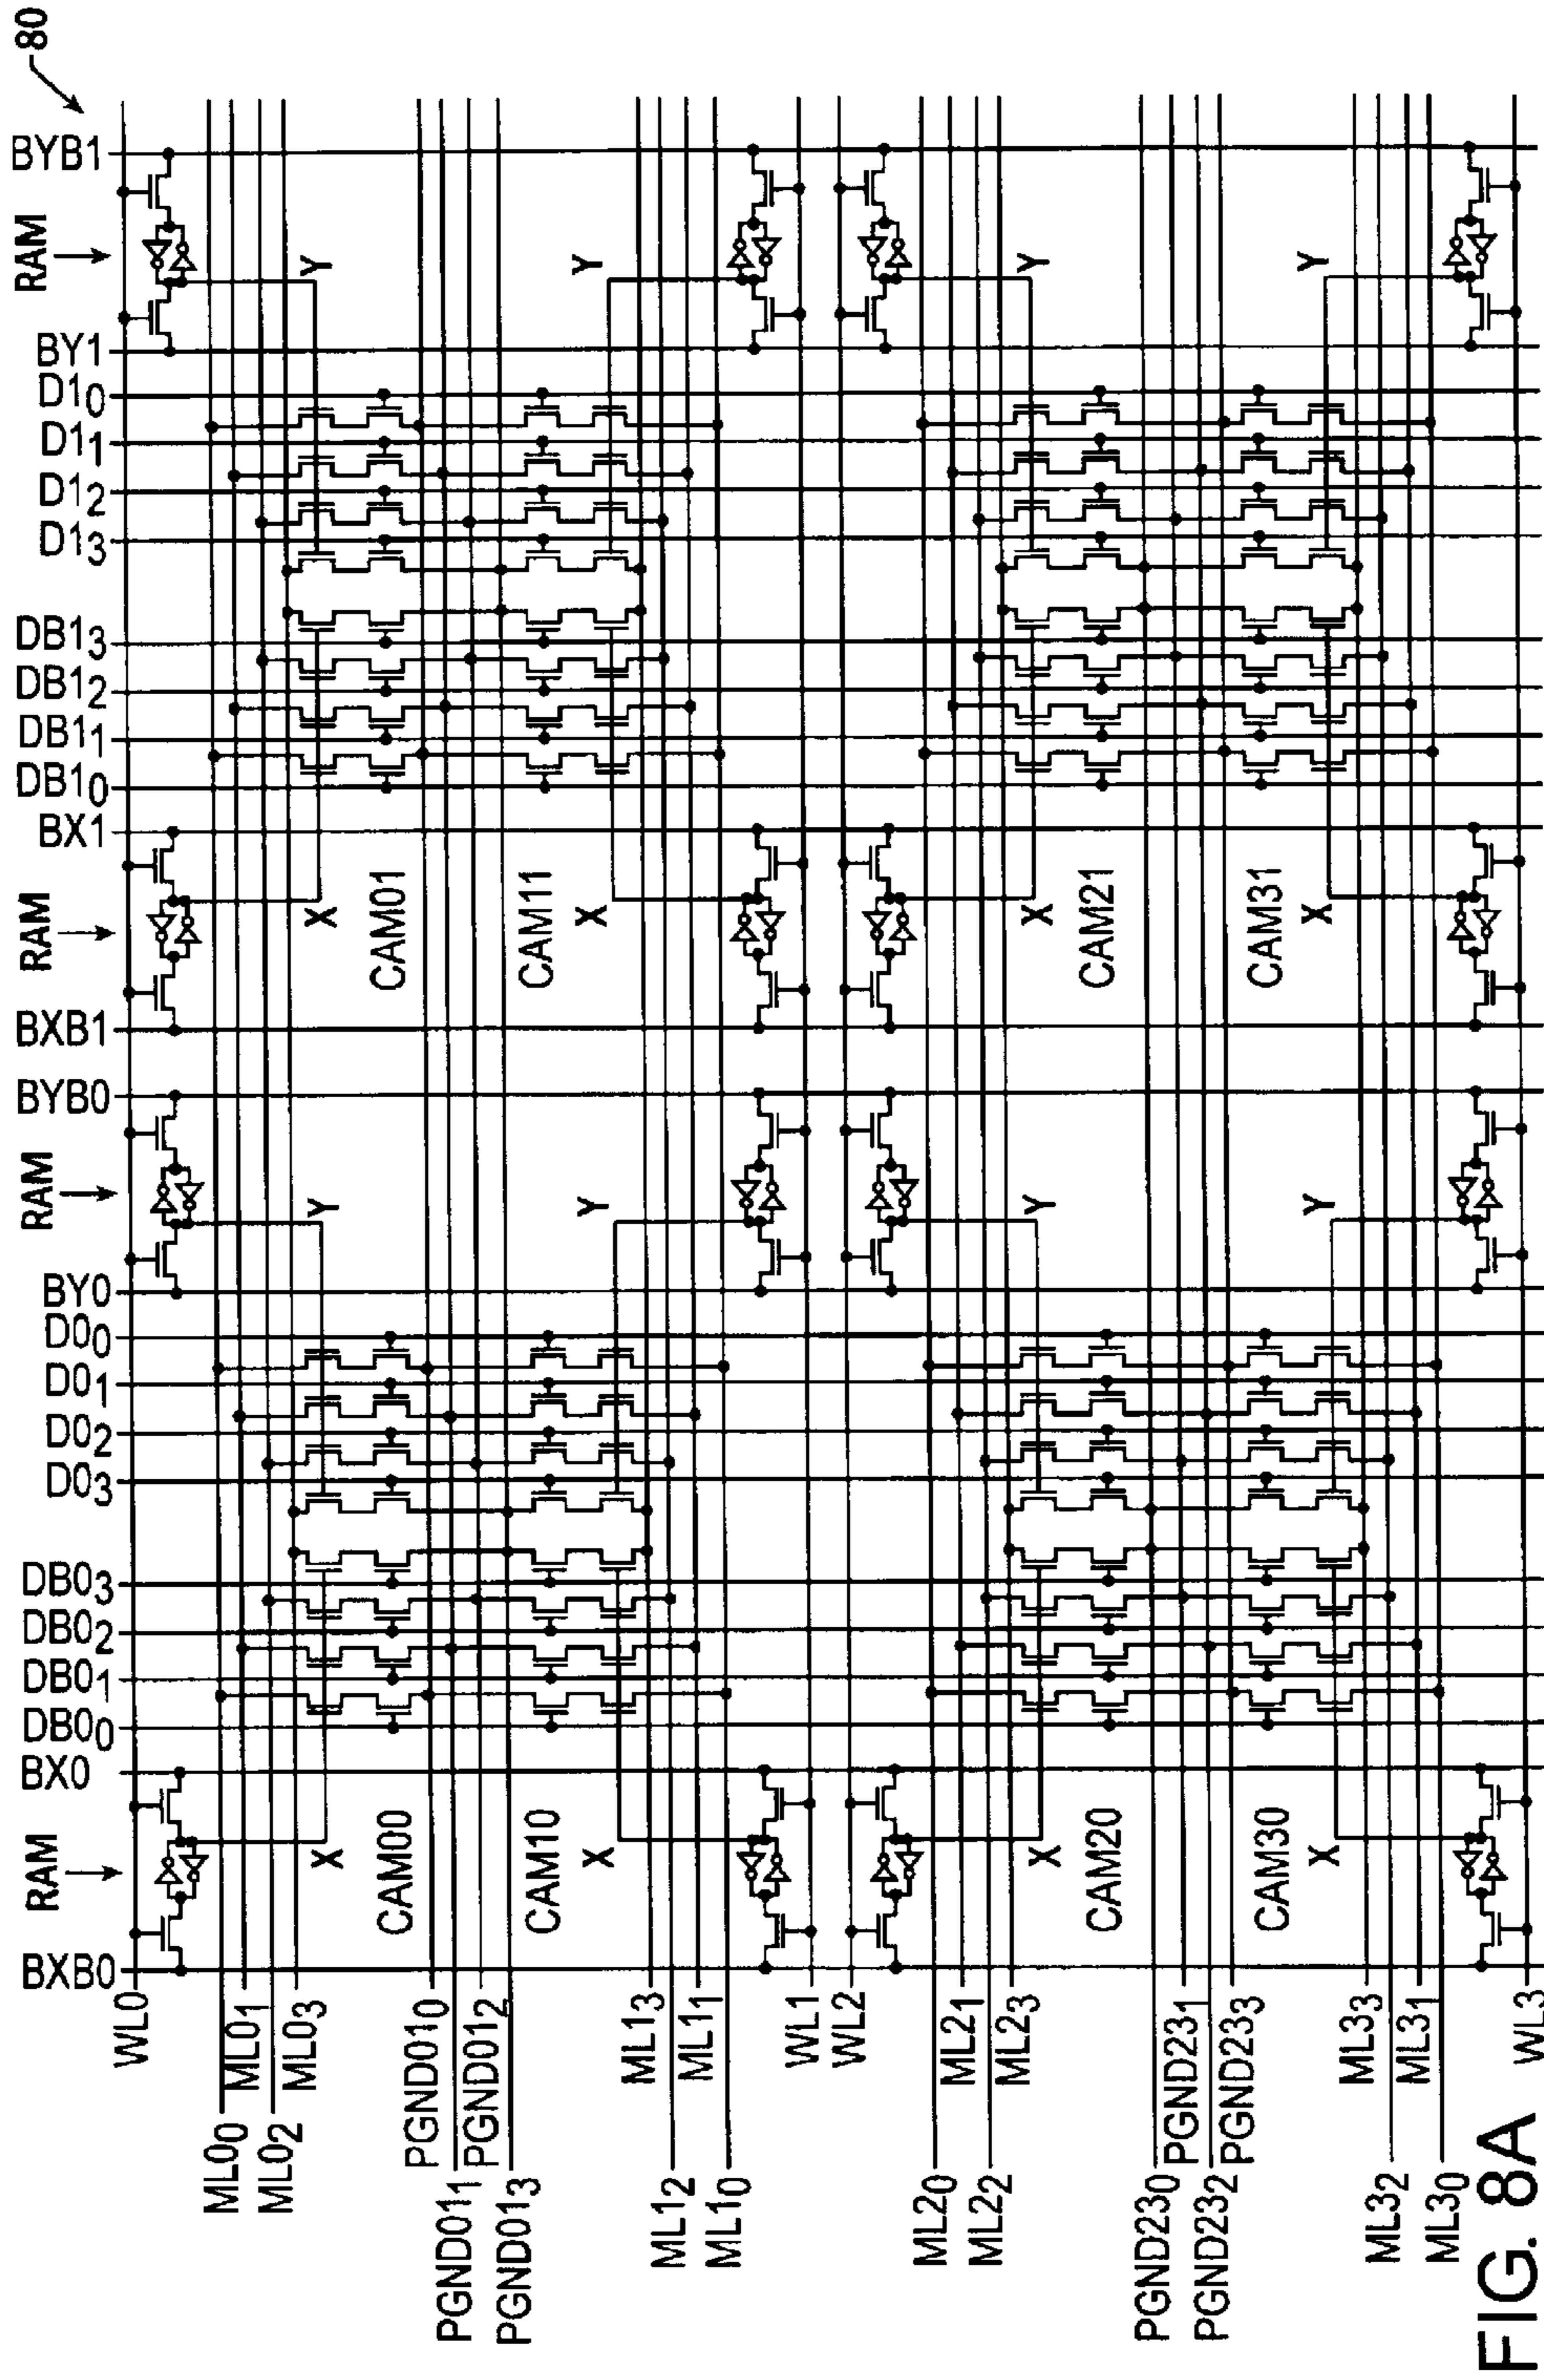 80
BYB1
RAM
BY1
D1₀
D1₁
D1₂
D1₃
DB1₃
DB1₂
DB1₁
DB1₀
BX1
RAM
BXB1
BYB0
RAM
BY0
D0₀
D0₁
D0₂
D0₃
DB0₃
DB0₂
DB0₁
DB0₀
BX0
RAM
BXB0
Y
Y
Y
Y
X
CAM01
CAM11
X
X
CAM21
CAM31
X
Y
Y
Y
Y
X
CAM00
CAM10
X
X
CAM20
CAM30
X
WL0
ML0₀
ML0₁
ML0₂
ML0₃
PGND01₀
PGND01₁
PGND01₂
PGND01₃
ML1₃
ML1₂
ML1₁
ML1₀
WL1
WL2
ML2₀
ML2₁
ML2₂
ML2₃
PGND23₀
PGND23₁
PGND23₂
PGND23₃
ML3₃
ML3₂
ML3₁
ML3₀
WL3
FIG. 8A